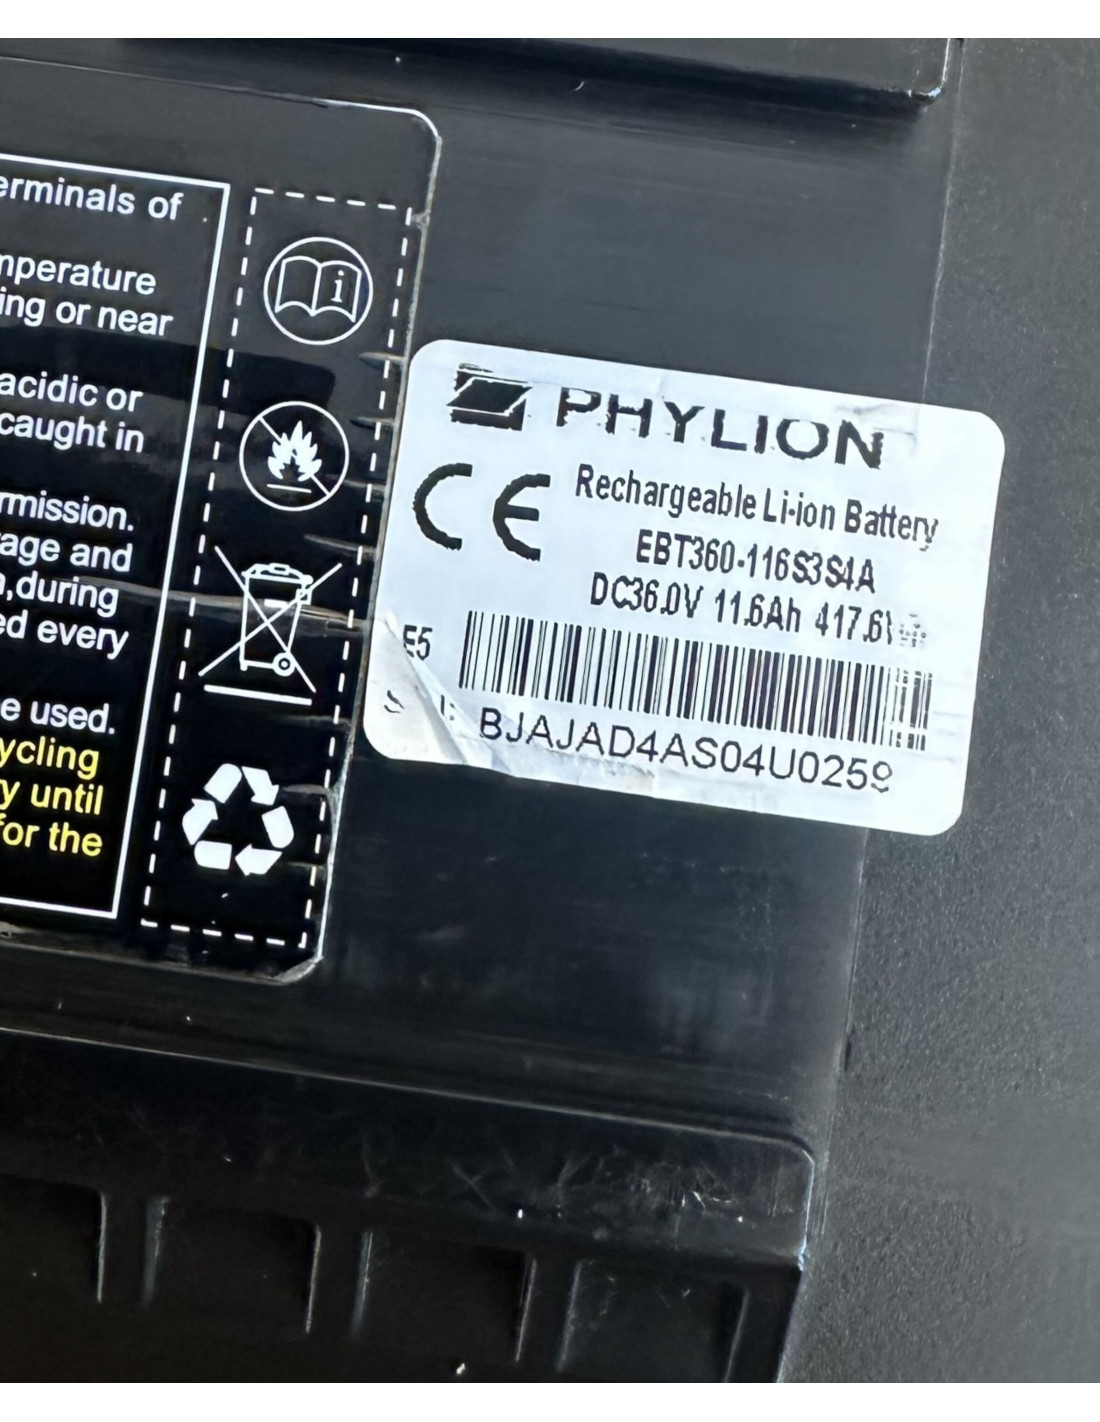 erminals of
mperature
ing or near
acidic or
caught in
rmission.
age and
,during
ed every
e used.
ycling
y until
for the
i
PHYLION
CE
Rechargeable Li-ion Battery
EBT360-116S3S4A
DC36.0V 11.6Ah 417.6
E5
BJAJAD4AS04U0259